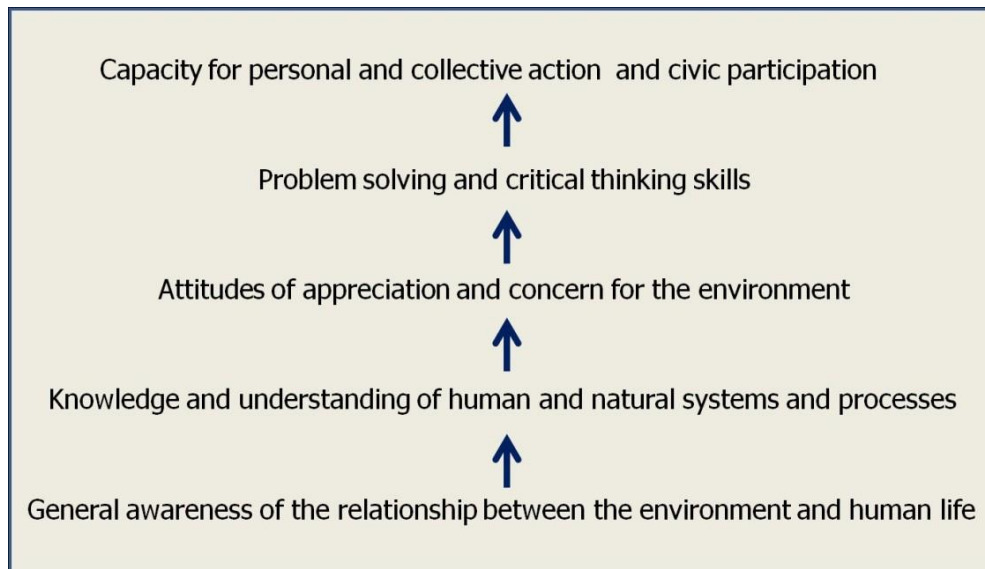 Capacity for personal and collective action and civic participation
Problem solving and critical thinking skills
Attitudes of appreciation and concern for the environment
Knowledge and understanding of human and natural systems and processes
General awareness of the relationship between the environment and human life